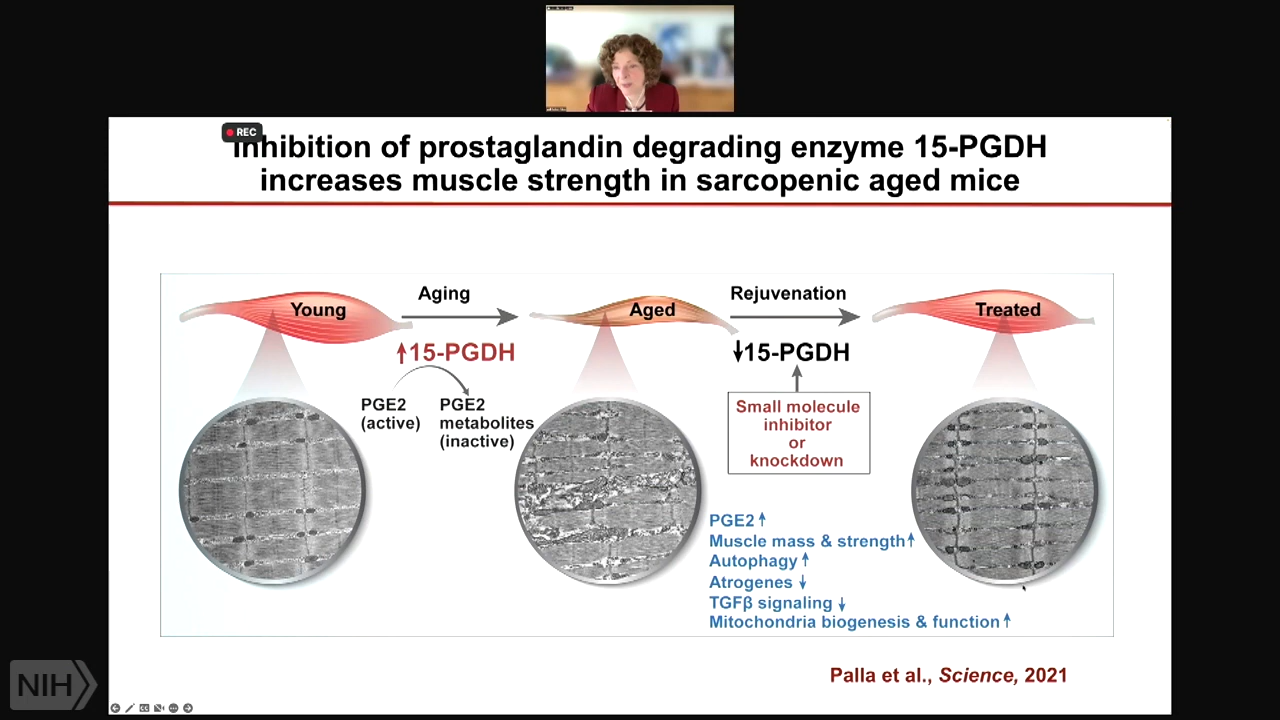 REC
Inhibition of prostaglandin degrading enzyme 15-PGDH
increases muscle strength in sarcopenic aged mice
Young
Aging
Aged
Rejuvenation
Treated
↑15-PGDH
↓15-PGDH
PGE2
(active)
PGE2
metabolites
(inactive)
Small molecule
inhibitor
or
knockdown
PGE2↑
Muscle mass & strength↑
Autophagy↑
Atrogenes ↓
TGFβ signaling ↓
Mitochondria biogenesis & function↑
Palla et al., Science, 2021
NIH